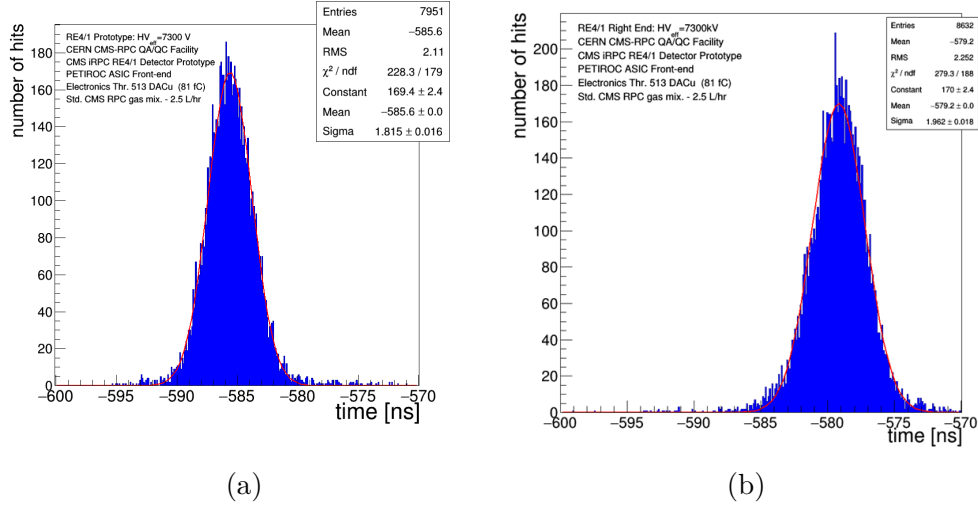 number of hits
RE4/1 Prototype: HVeff=7300 V
CERN CMS-RPC QA/QC Facility
CMS iRPC RE4/1 Detector Prototype
PETIROC ASIC Front-end
Electronics Thr. 513 DACu (81 fC)
Std. CMS RPC gas mix. - 2.5 L/hr
Entries 7951
Mean −585.6
RMS 2.11
χ² / ndf 228.3 / 179
Constant 169.4 ± 2.4
Mean −585.6 ± 0.0
Sigma 1.815 ± 0.016
180
160
140
120
100
80
60
40
20
0
−600 −595 −590 −585 −580 −575 −570
time [ns]
(a)
number of hits
RE4/1 Right End: HVeff=7300kV
CERN CMS-RPC QA/QC Facility
CMS iRPC RE4/1 Detector Prototype
PETIROC ASIC Front-end
Electronics Thr. 513 DACu (81 fC)
Std. CMS RPC gas mix. - 2.5 L/hr
Entries 8632
Mean −579.2
RMS 2.252
χ² / ndf 279.3 / 188
Constant 170 ± 2.4
Mean −579.2 ± 0.0
Sigma 1.962 ± 0.018
200
180
160
140
120
100
80
60
40
20
0
−600 −595 −590 −585 −580 −575 −570
time [ns]
(b)